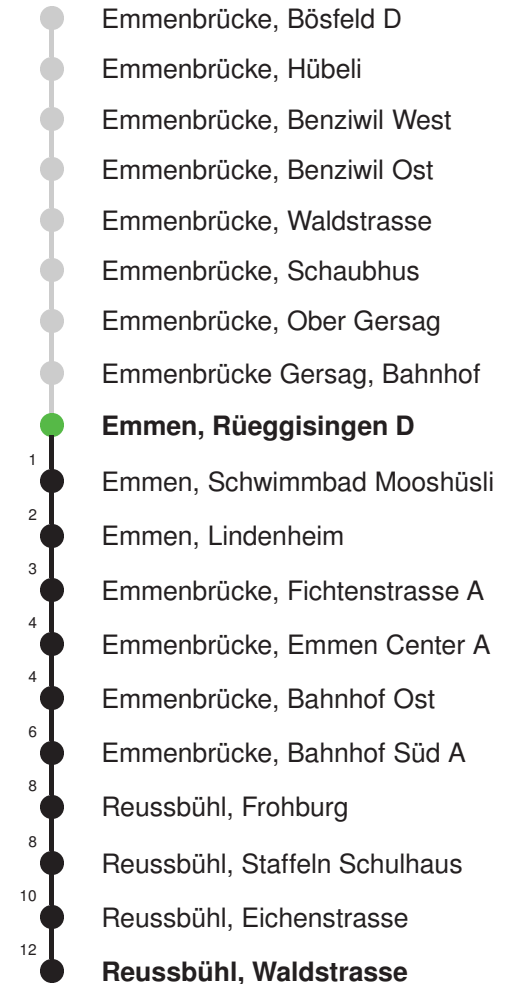 Emmenbrücke, Bösfeld D
Emmenbrücke, Hübeli
Emmenbrücke, Benziwil West
Emmenbrücke, Benziwil Ost
Emmenbrücke, Waldstrasse
Emmenbrücke, Schaubhus
Emmenbrücke, Ober Gersag
Emmenbrücke Gersag, Bahnhof
Emmen, Rüeggisingen D
1 Emmen, Schwimmbad Mooshüsli
2 Emmen, Lindenheim
3 Emmenbrücke, Fichtenstrasse A
4 Emmenbrücke, Emmen Center A
4 Emmenbrücke, Bahnhof Ost
6 Emmenbrücke, Bahnhof Süd A
8 Reussbühl, Frohburg
8 Reussbühl, Staffeln Schulhaus
10 Reussbühl, Eichenstrasse
12 Reussbühl, Waldstrasse